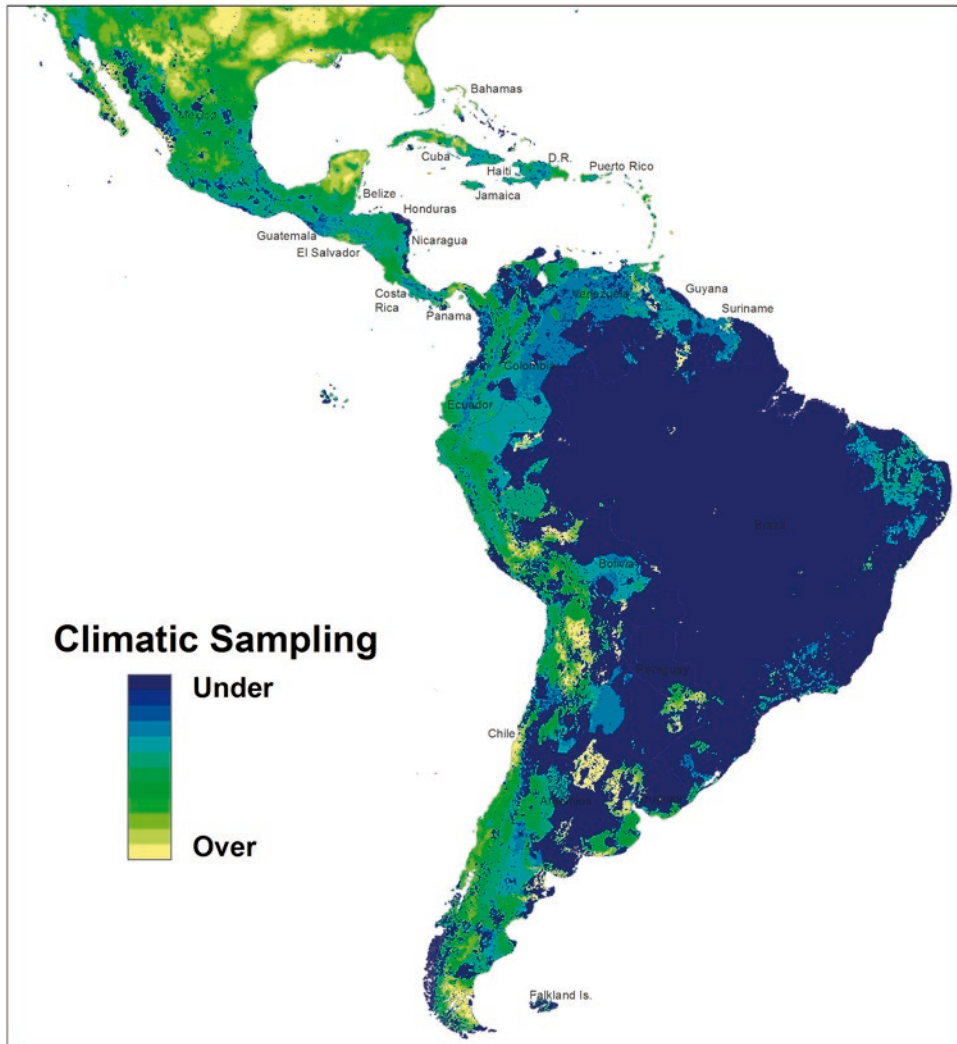 Bahamas
Mexico
Cuba
Haiti
D.R.
Puerto Rico
Jamaica
Belize
Honduras
Guatemala
Nicaragua
El Salvador
Costa
Rica
Panama
Venezuela
Guyana
Suriname
Colombia
Ecuador
Brazil
Bolivia
Climatic Sampling
Under
Paraguay
Chile
Over
Falkland Is.